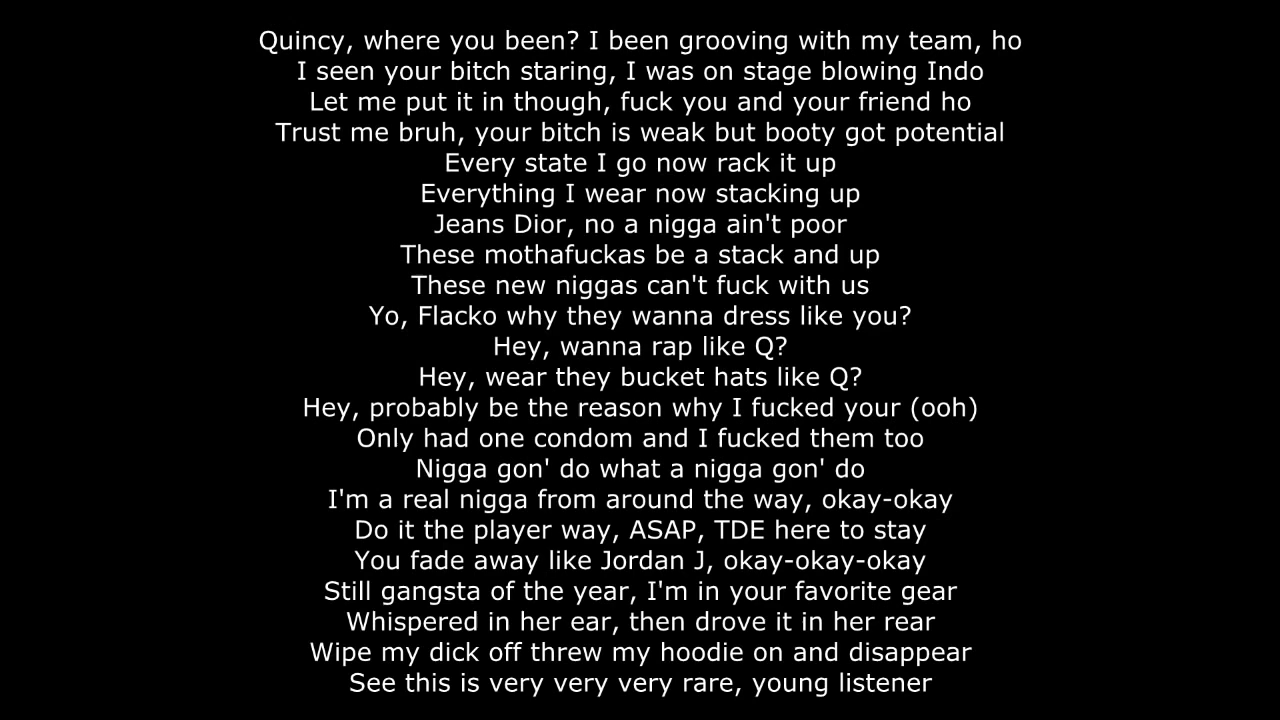 Quincy, where you been? I been grooving with my team, ho
I seen your bitch staring, I was on stage blowing Indo
Let me put it in though, fuck you and your friend ho
Trust me bruh, your bitch is weak but booty got potential
Every state I go now rack it up
Everything I wear now stacking up
Jeans Dior, no a nigga ain't poor
These mothafuckas be a stack and up
These new niggas can't fuck with us
Yo, Flacko why they wanna dress like you?
Hey, wanna rap like Q?
Hey, wear they bucket hats like Q?
Hey, probably be the reason why I fucked your (ooh)
Only had one condom and I fucked them too
Nigga gon' do what a nigga gon' do
I'm a real nigga from around the way, okay-okay
Do it the player way, ASAP, TDE here to stay
You fade away like Jordan J, okay-okay-okay
Still gangsta of the year, I'm in your favorite gear
Whispered in her ear, then drove it in her rear
Wipe my dick off threw my hoodie on and disappear
See this is very very very rare, young listener